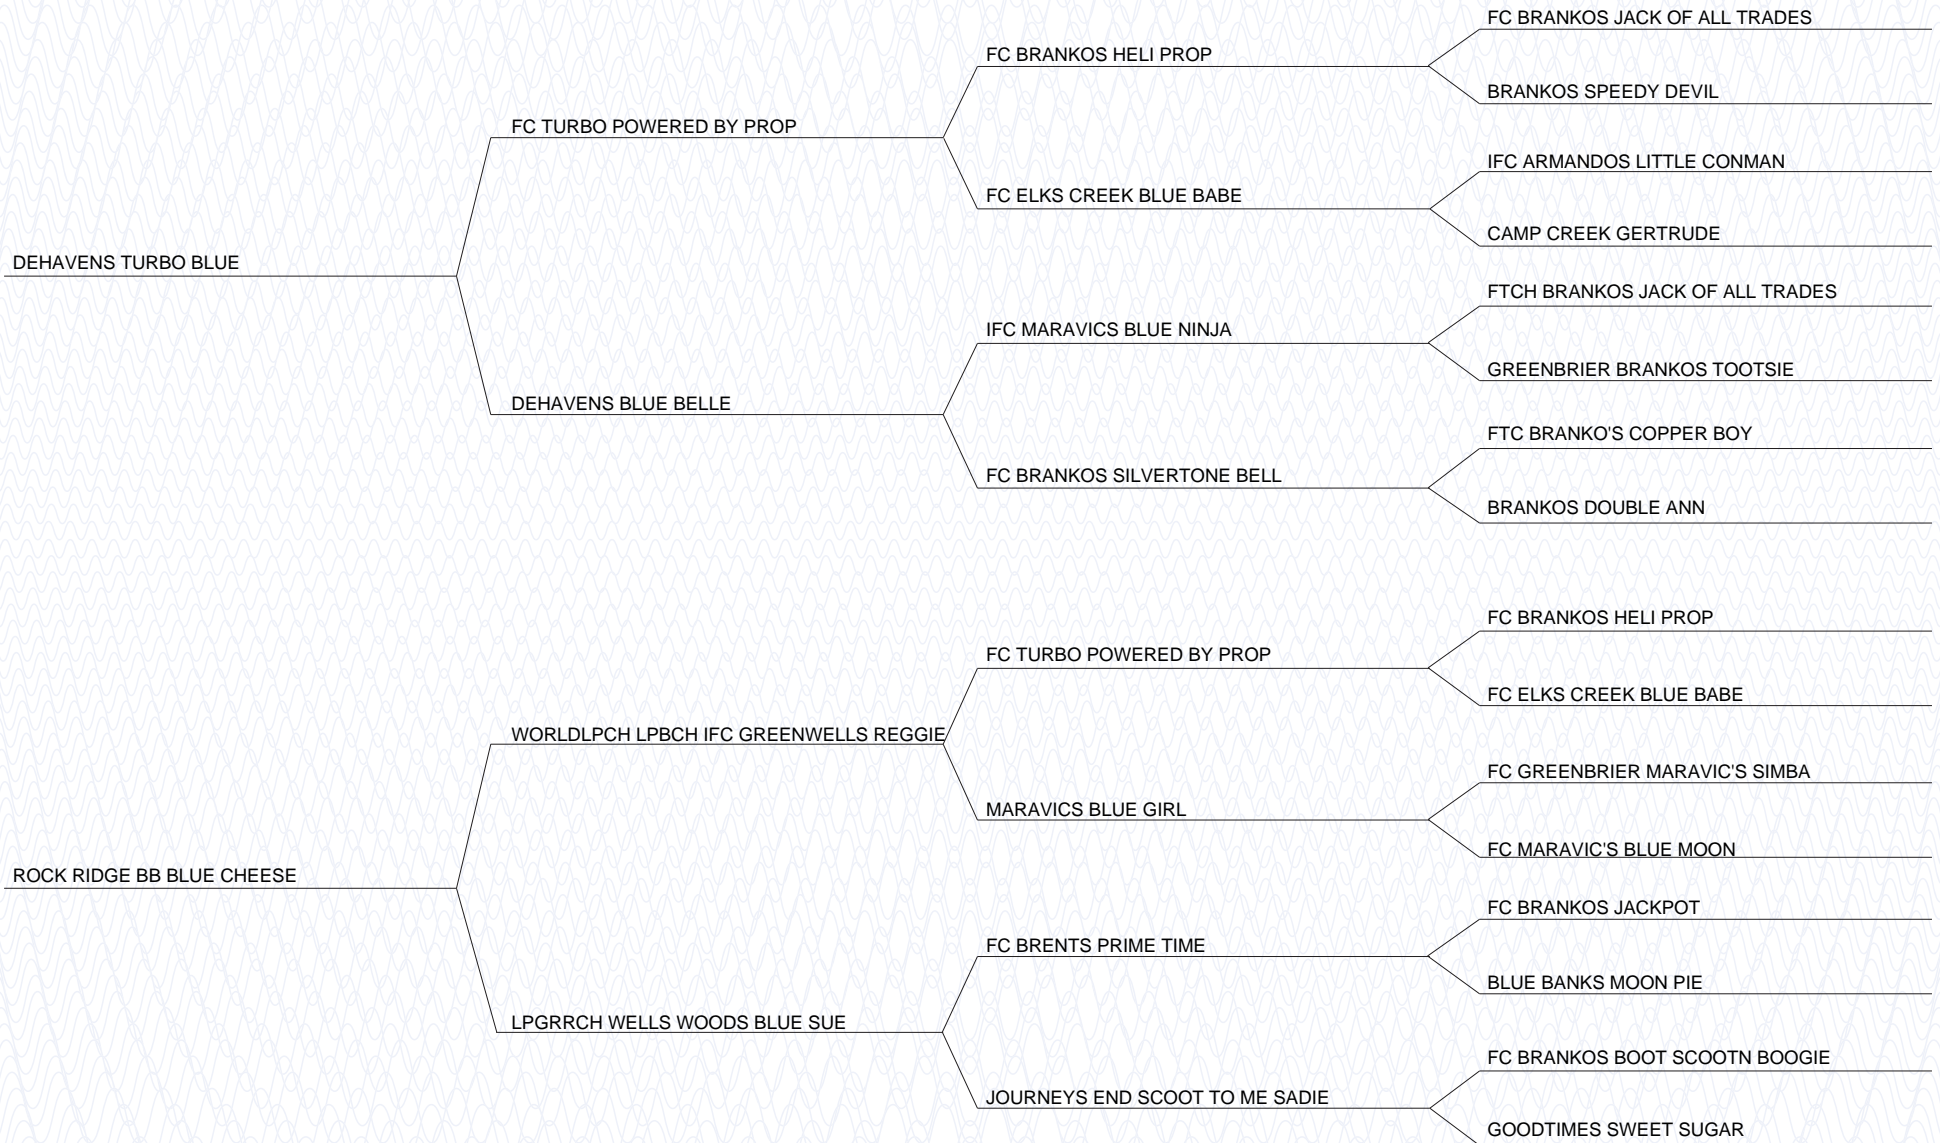 FC BRANKOS JACK OF ALL TRADES
FC BRANKOS HELI PROP
BRANKOS SPEEDY DEVIL
FC TURBO POWERED BY PROP
IFC ARMANDOS LITTLE CONMAN
FC ELKS CREEK BLUE BABE
CAMP CREEK GERTRUDE
DEHAVENS TURBO BLUE
FTCH BRANKOS JACK OF ALL TRADES
IFC MARAVICS BLUE NINJA
GREENBRIER BRANKOS TOOTSIE
DEHAVENS BLUE BELLE
FTC BRANKO'S COPPER BOY
FC BRANKOS SILVERTONE BELL
BRANKOS DOUBLE ANN
FC BRANKOS HELI PROP
FC TURBO POWERED BY PROP
FC ELKS CREEK BLUE BABE
WORLDLPCH LPBCH IFC GREENWELLS REGGIE
FC GREENBRIER MARAVIC'S SIMBA
MARAVICS BLUE GIRL
FC MARAVIC'S BLUE MOON
ROCK RIDGE BB BLUE CHEESE
FC BRANKOS JACKPOT
FC BRENTS PRIME TIME
BLUE BANKS MOON PIE
LPGRRCH WELLS WOODS BLUE SUE
FC BRANKOS BOOT SCOOTN BOOGIE
JOURNEYS END SCOOT TO ME SADIE
GOODTIMES SWEET SUGAR